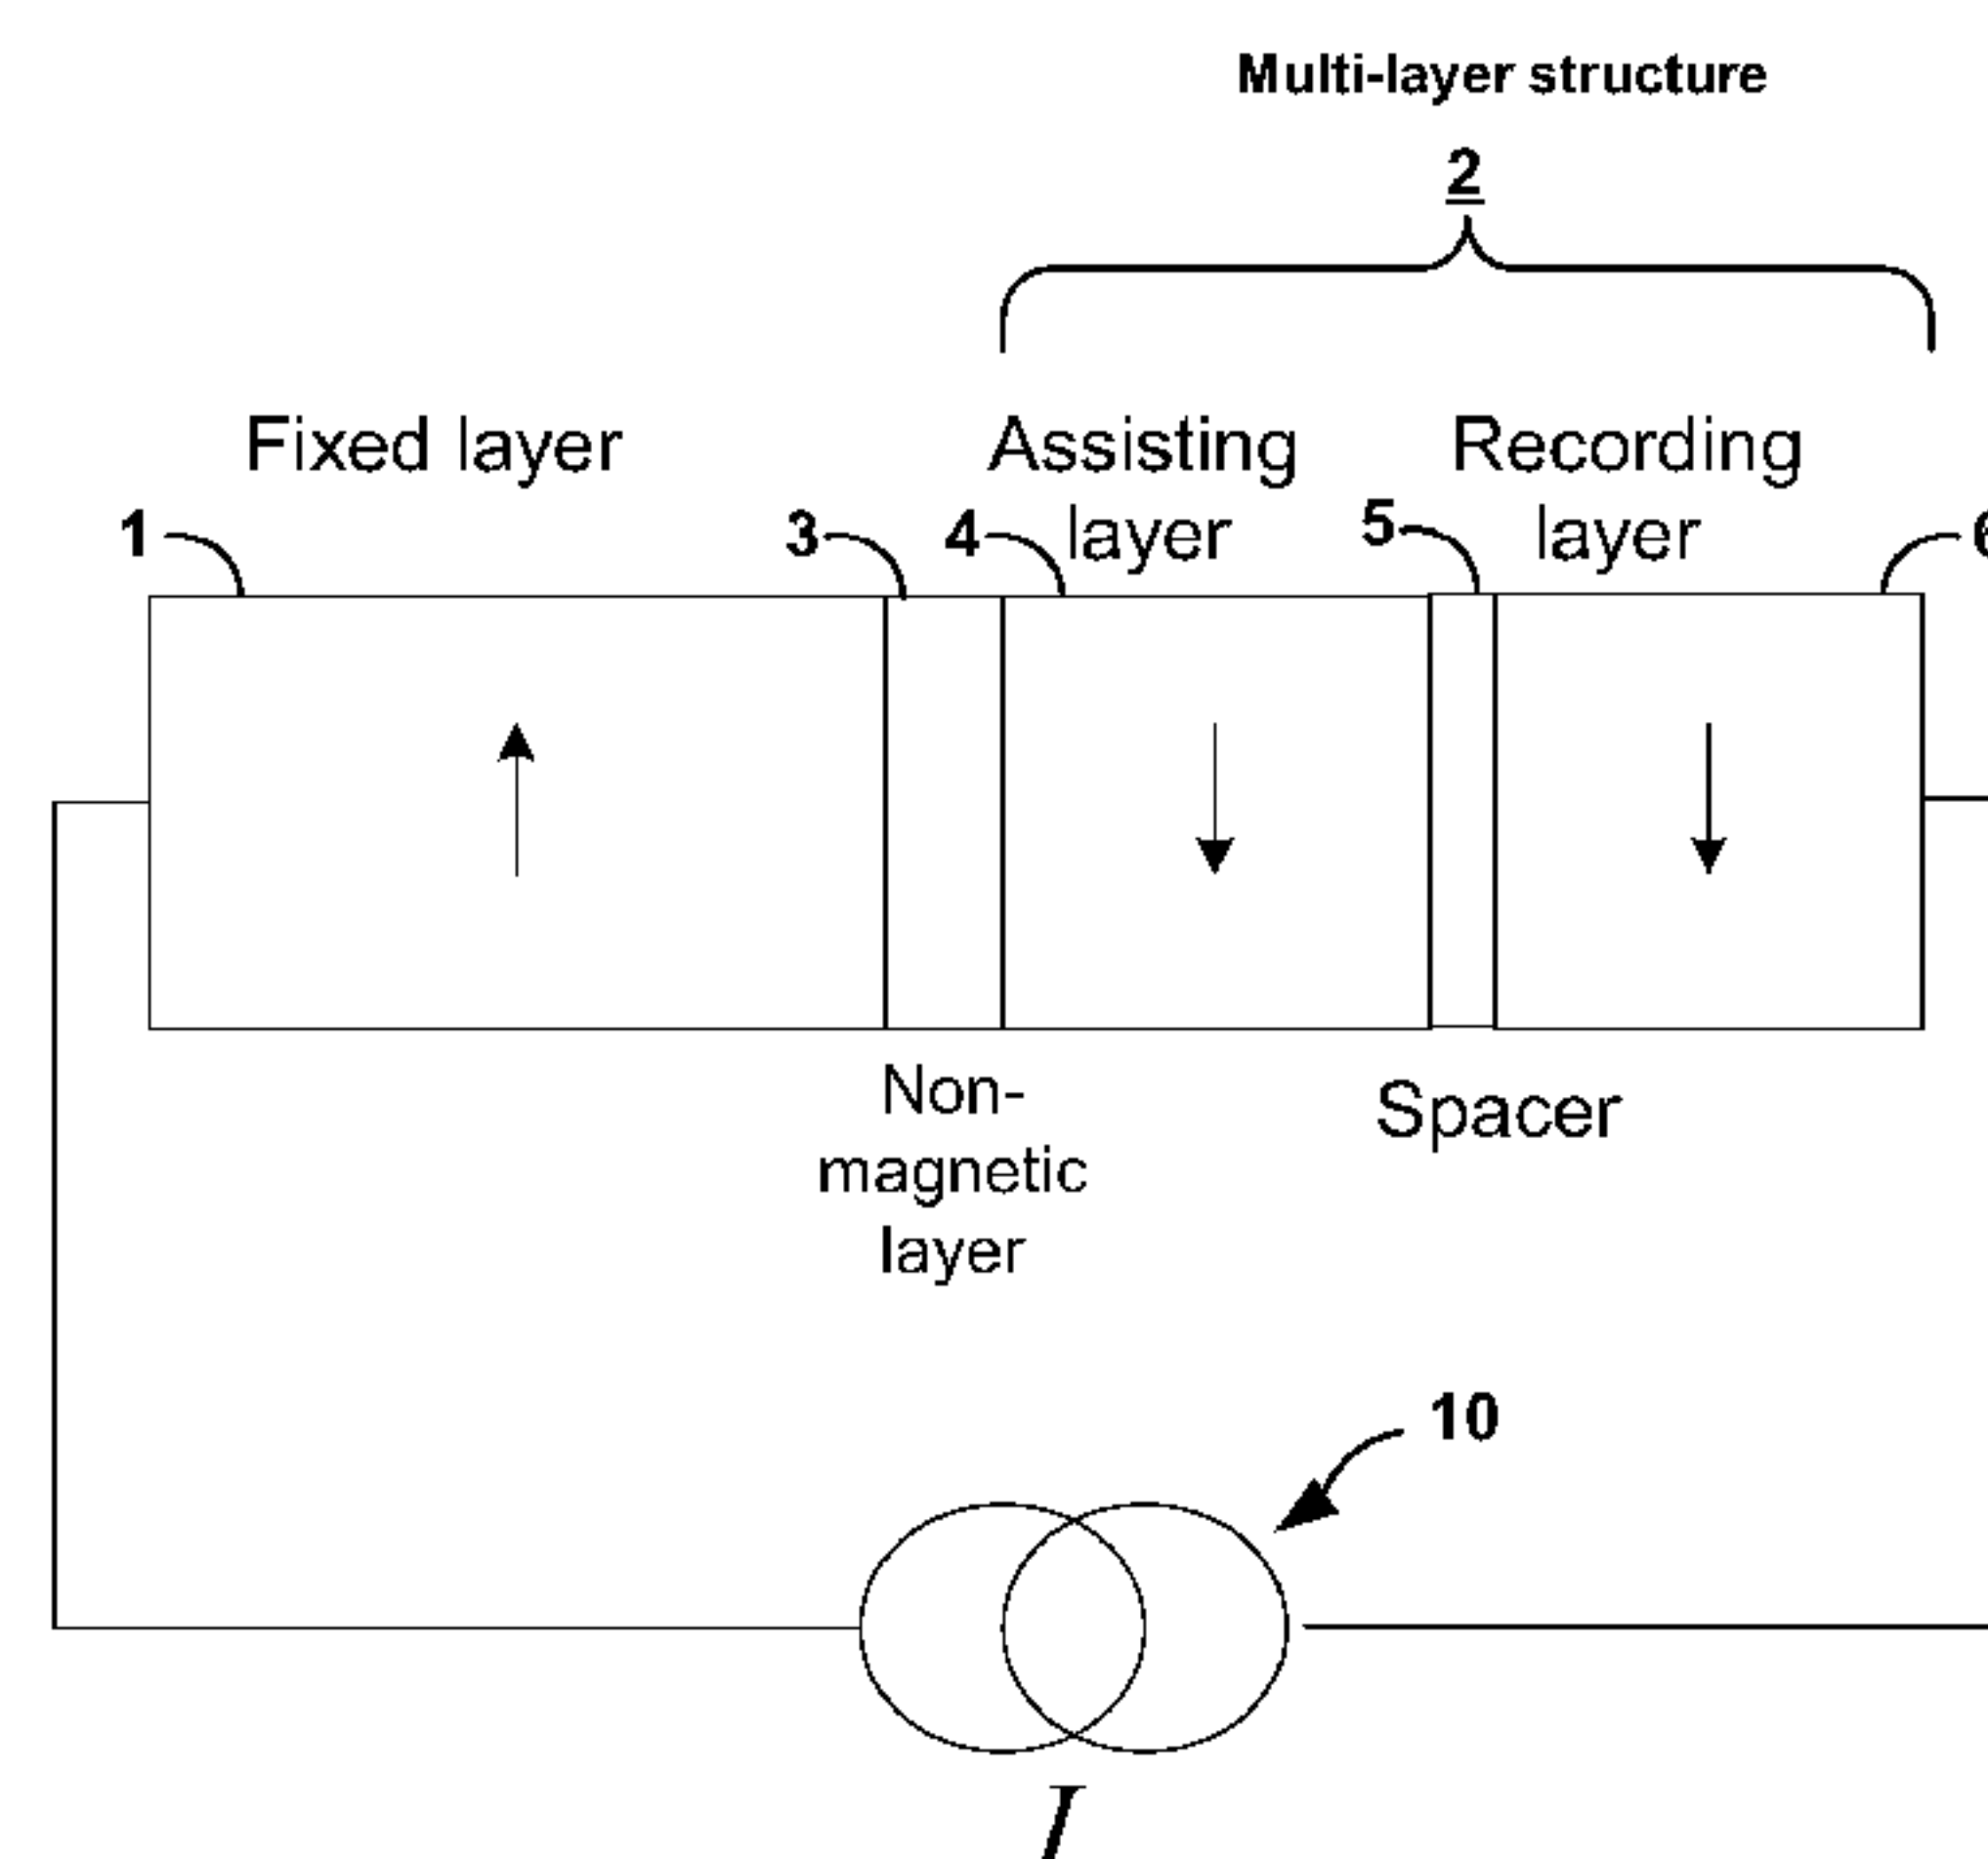 Multi-layer structure
2
Fixed layer
Assisting
layer
Recording
layer
1
3
4
5
6
Non-
magnetic
layer
Spacer
10
I